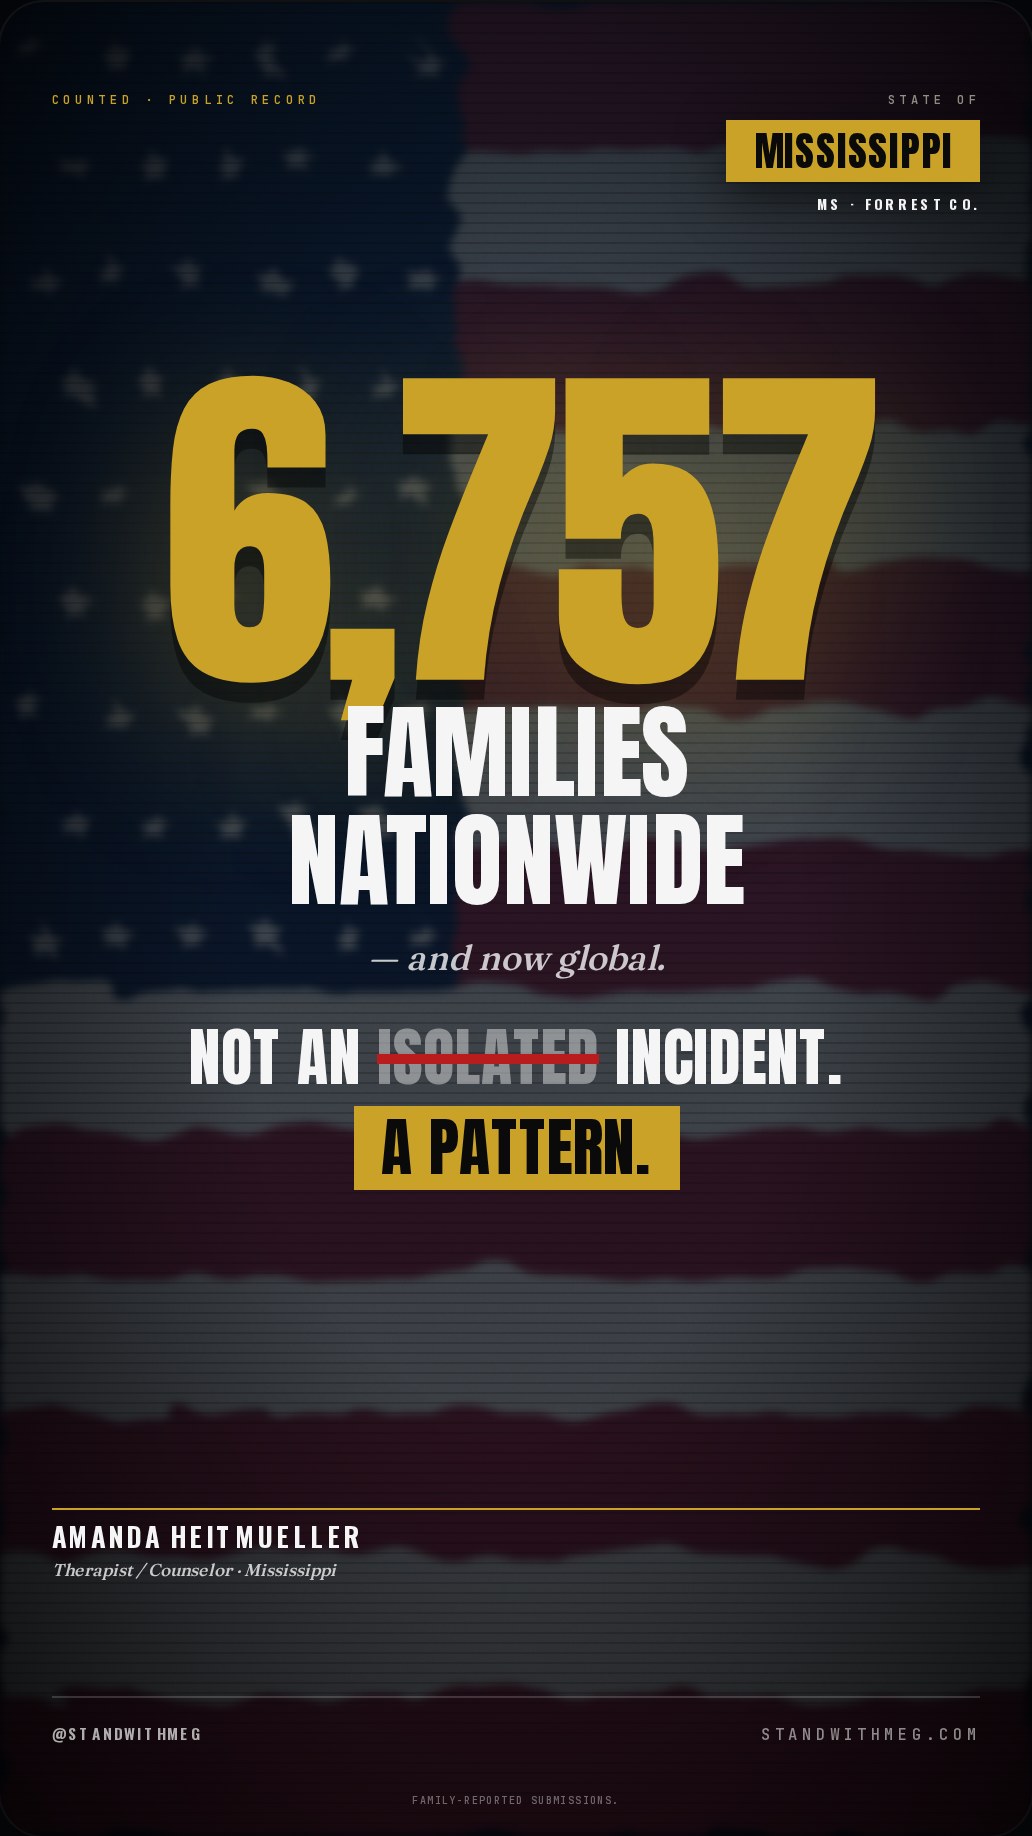 COUNTED · PUBLIC RECORD
STATE OF
MISSISSIPPI
MS · FORREST CO.
6,757
FAMILIES
NATIONWIDE
— and now global.
NOT AN ISOLATED INCIDENT.
A PATTERN.
AMANDA HEITMUELLER
Therapist / Counselor · Mississippi
@STANDWITHMEG
STANDWITHMEG.COM
FAMILY-REPORTED SUBMISSIONS.